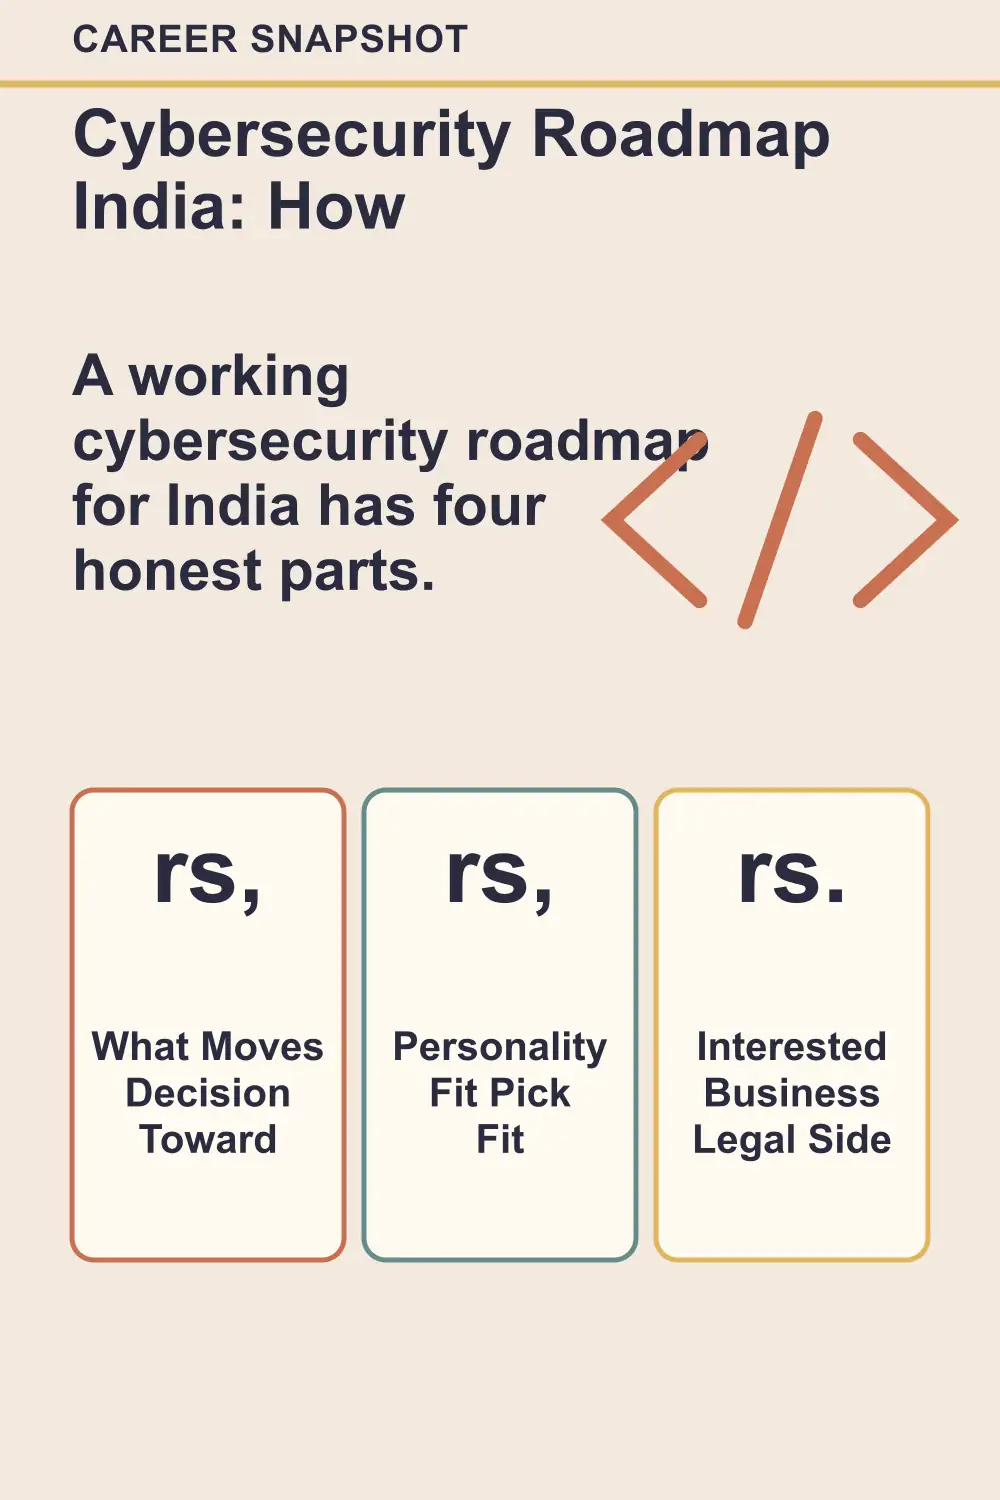 CAREER SNAPSHOT
Cybersecurity Roadmap
India: How
A working
cybersecurity roadmap
for India has four
honest parts.
rs,
What Moves
Decision
Toward
rs,
Personality
Fit Pick
Fit
rs.
Interested
Business
Legal Side